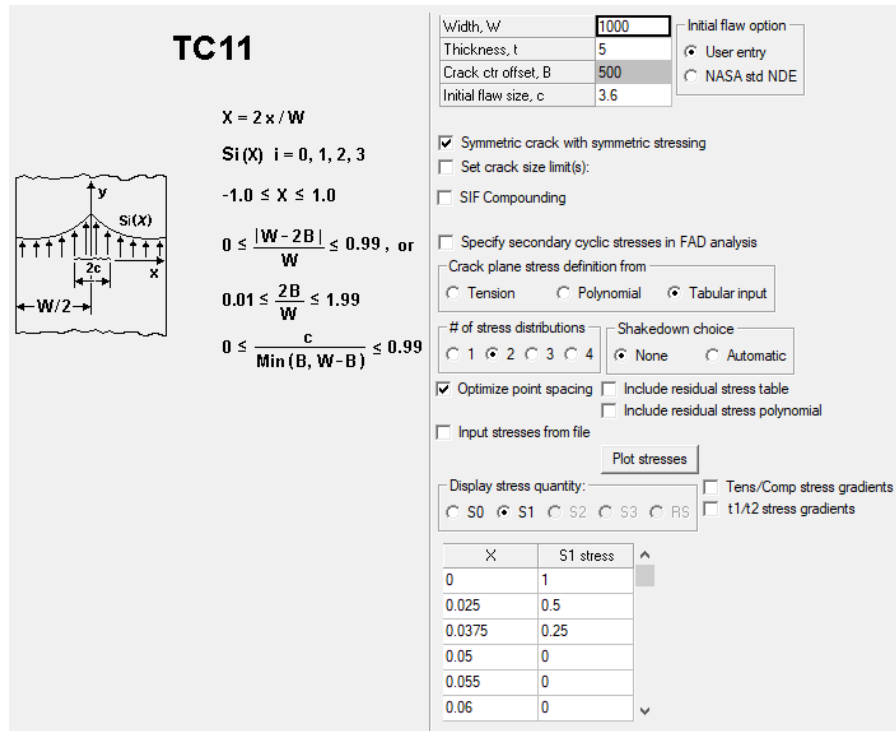 TC11
X = 2 x / W
Si (X) i = 0, 1, 2, 3
-1.0 ≤ X ≤ 1.0
0 ≤ |W - 2B| / W ≤ 0.99 , or
0.01 ≤ 2B / W ≤ 1.99
0 ≤ c / Min (B, W - B) ≤ 0.99
y
Si(X)
2c
x
W/2
Width, W 1000
Thickness, t 5
Crack ctr offset, B 500
Initial flaw size, c 3.6
Initial flaw option
User entry
NASA std NDE
Symmetric crack with symmetric stressing
Set crack size limit(s):
SIF Compounding
Specify secondary cyclic stresses in FAD analysis
Crack plane stress definition from
Tension Polynomial Tabular input
# of stress distributions
1 2 3 4
Shakedown choice
None Automatic
Optimize point spacing
Include residual stress table
Include residual stress polynomial
Input stresses from file
Plot stresses
Display stress quantity:
S0 S1 S2 S3 RS
Tens/Comp stress gradients
t1/t2 stress gradients
X S1 stress
0 1
0.025 0.5
0.0375 0.25
0.05 0
0.055 0
0.06 0